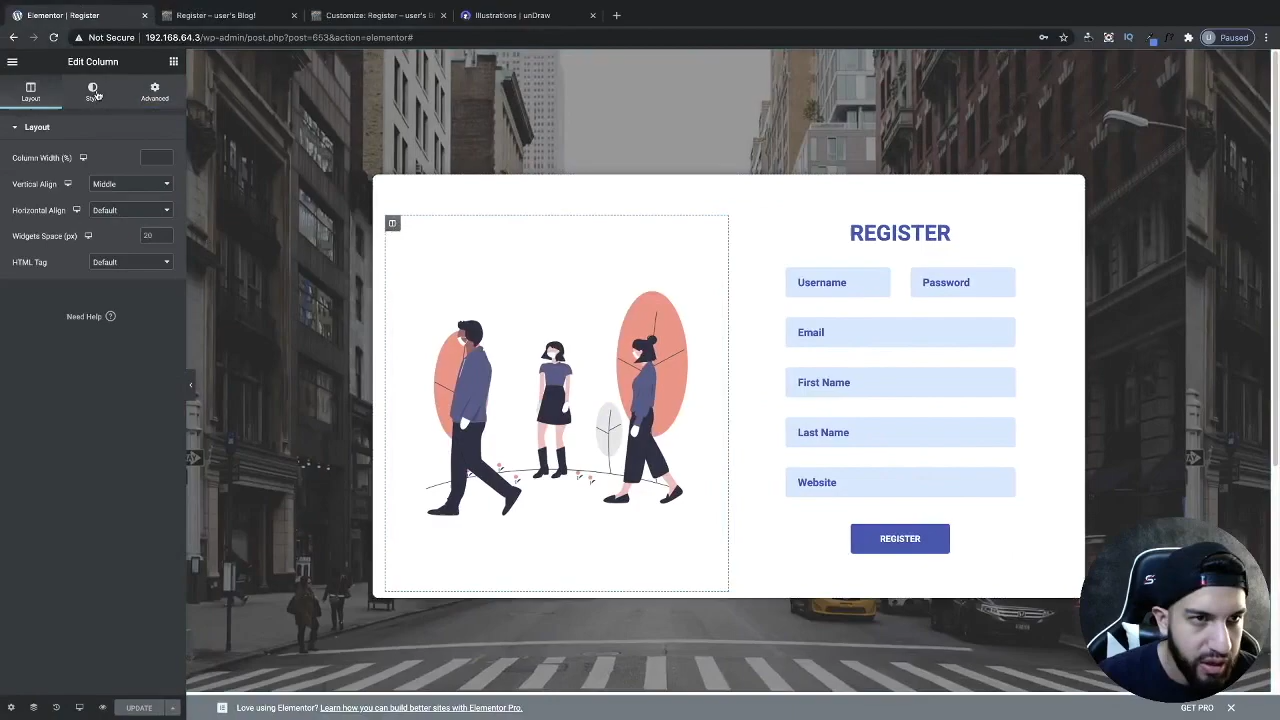 Elementor | Register
Register – user's Blog!
Customize: Register – user's Bl
Illustrations | unDraw
Not Secure
192.168.64.3/wp-admin/post.php?post=653&action=elementor#
Paused
Edit Column
Layout
Advanced
Layout
Column Width (%)
Vertical Align
Middle
Horizontal Align
Default
Widgets Space (px)
20
HTML Tag
Default
Need Help
UPDATE
REGISTER
Username
Password
Email
First Name
Last Name
Website
REGISTER
Love using Elementor? Learn how you can build better sites with Elementor Pro.
GET PRO